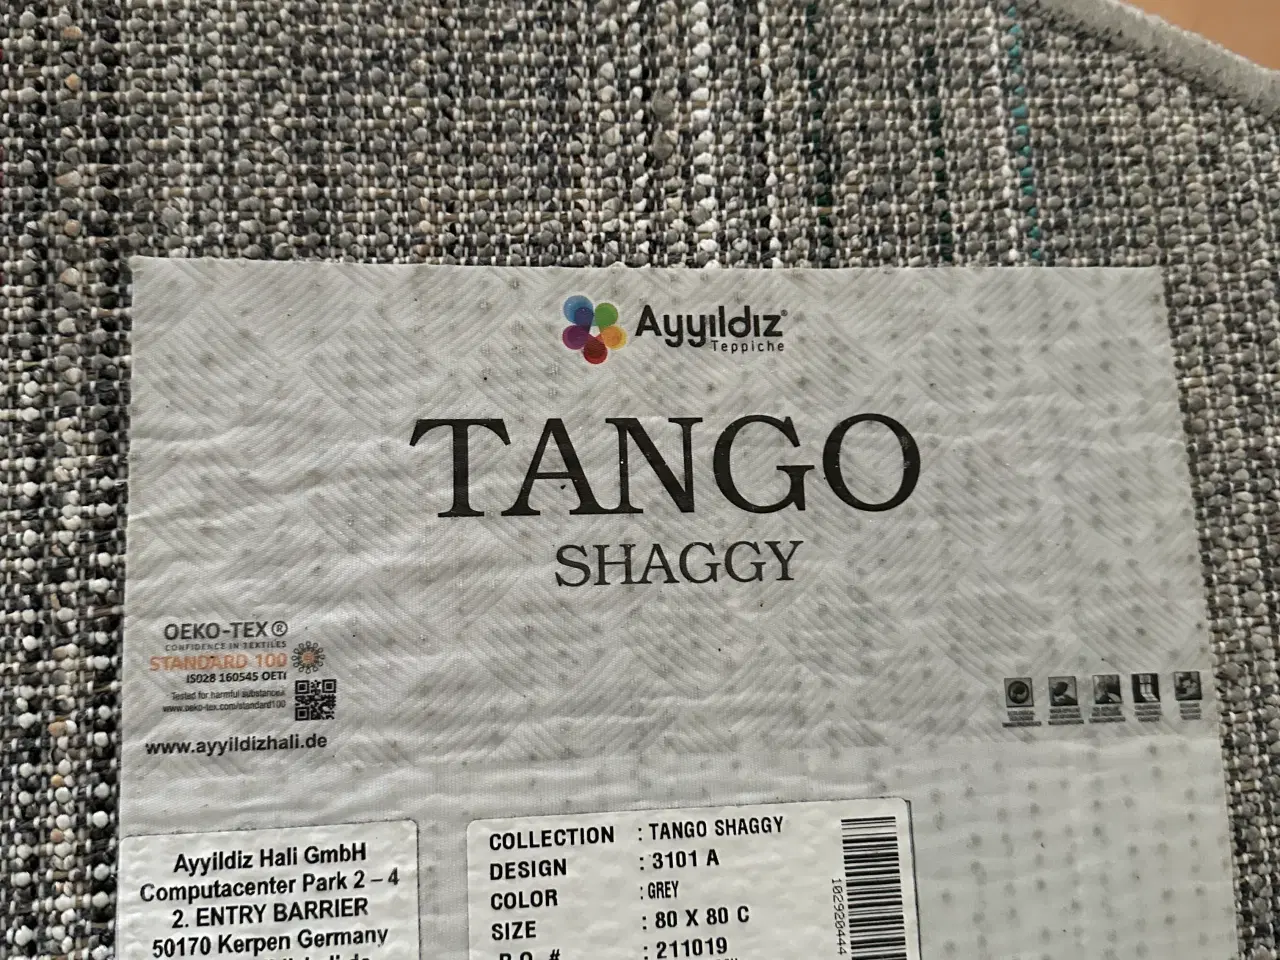 Ayyıldız®
Teppiche
TANGO
SHAGGY
OEKO-TEX®
CONFIDENCE IN TEXTILES
STANDARD 100
IS028 160545 OETI
Tested for harmful substances.
www.oeko-tex.com/standard100
www.ayyildizhali.de
Ayyildiz Hali GmbH
Computacenter Park 2 – 4
2. ENTRY BARRIER
50170 Kerpen Germany
COLLECTION : TANGO SHAGGY
DESIGN : 3101 A
COLOR : GREY
SIZE : 80 X 80 C
P.O. # : 211019
102920444